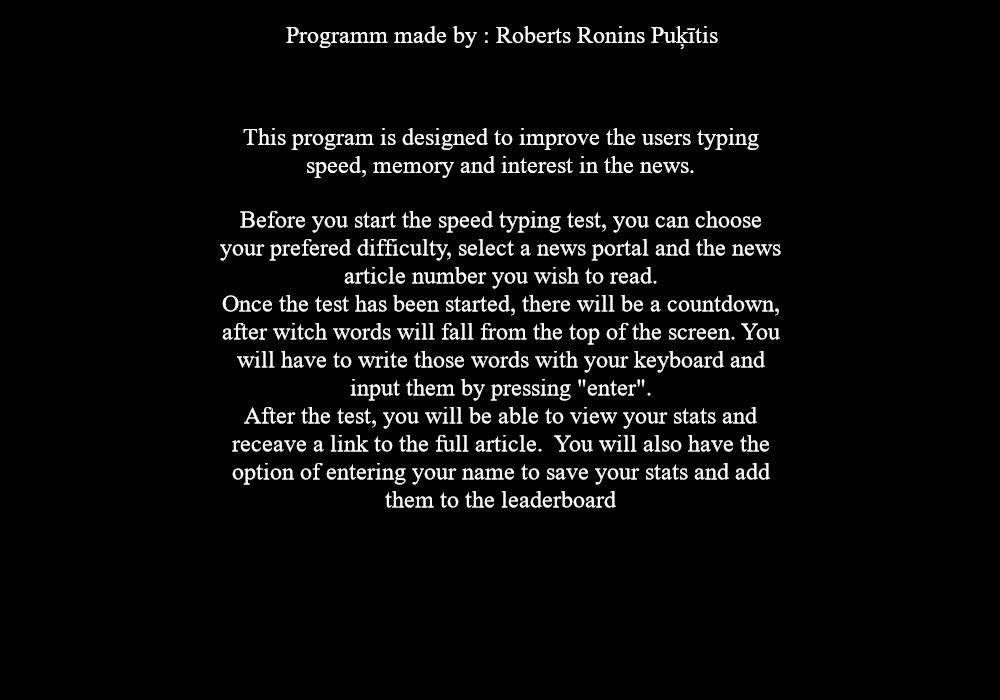 Programm made by : Roberts Ronins Puķītis
This program is designed to improve the users typing
speed, memory and interest in the news.
Before you start the speed typing test, you can choose
your prefered difficulty, select a news portal and the news
article number you wish to read.
Once the test has been started, there will be a countdown,
after witch words will fall from the top of the screen. You
will have to write those words with your keyboard and
input them by pressing "enter".
After the test, you will be able to view your stats and
receave a link to the full article.  You will also have the
option of entering your name to save your stats and add
them to the leaderboard